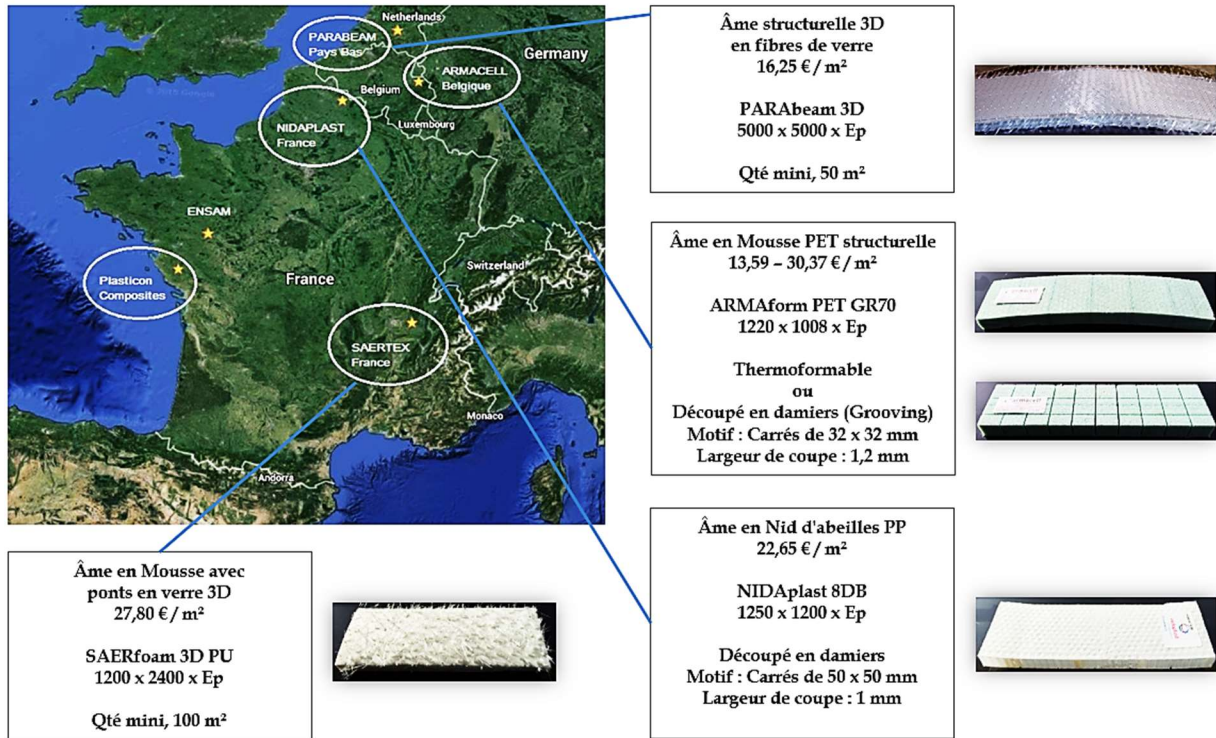 Netherlands
PARABEAM
Pays Bas
Germany
ARMACELL
Belgique
Belgium
NIDAPLAST
France
Luxembourg
ENSAM
Plasticon
Composites
France
Switzerland
SAERTEX
France
Monaco
Andorra
Âme structurelle 3D
en fibres de verre
16,25 € / m²
PARAbeam 3D
5000 x 5000 x Ep
Qté mini, 50 m²
Âme en Mousse PET structurelle
13,59 – 30,37 € / m²
ARMAform PET GR70
1220 x 1008 x Ep
Thermoformable
ou
Découpé en damiers (Grooving)
Motif : Carrés de 32 x 32 mm
Largeur de coupe : 1,2 mm
Âme en Nid d'abeilles PP
22,65 € / m²
NIDAplast 8DB
1250 x 1200 x Ep
Découpé en damiers
Motif : Carrés de 50 x 50 mm
Largeur de coupe : 1 mm
Âme en Mousse avec
ponts en verre 3D
27,80 € / m²
SAERfoam 3D PU
1200 x 2400 x Ep
Qté mini, 100 m²